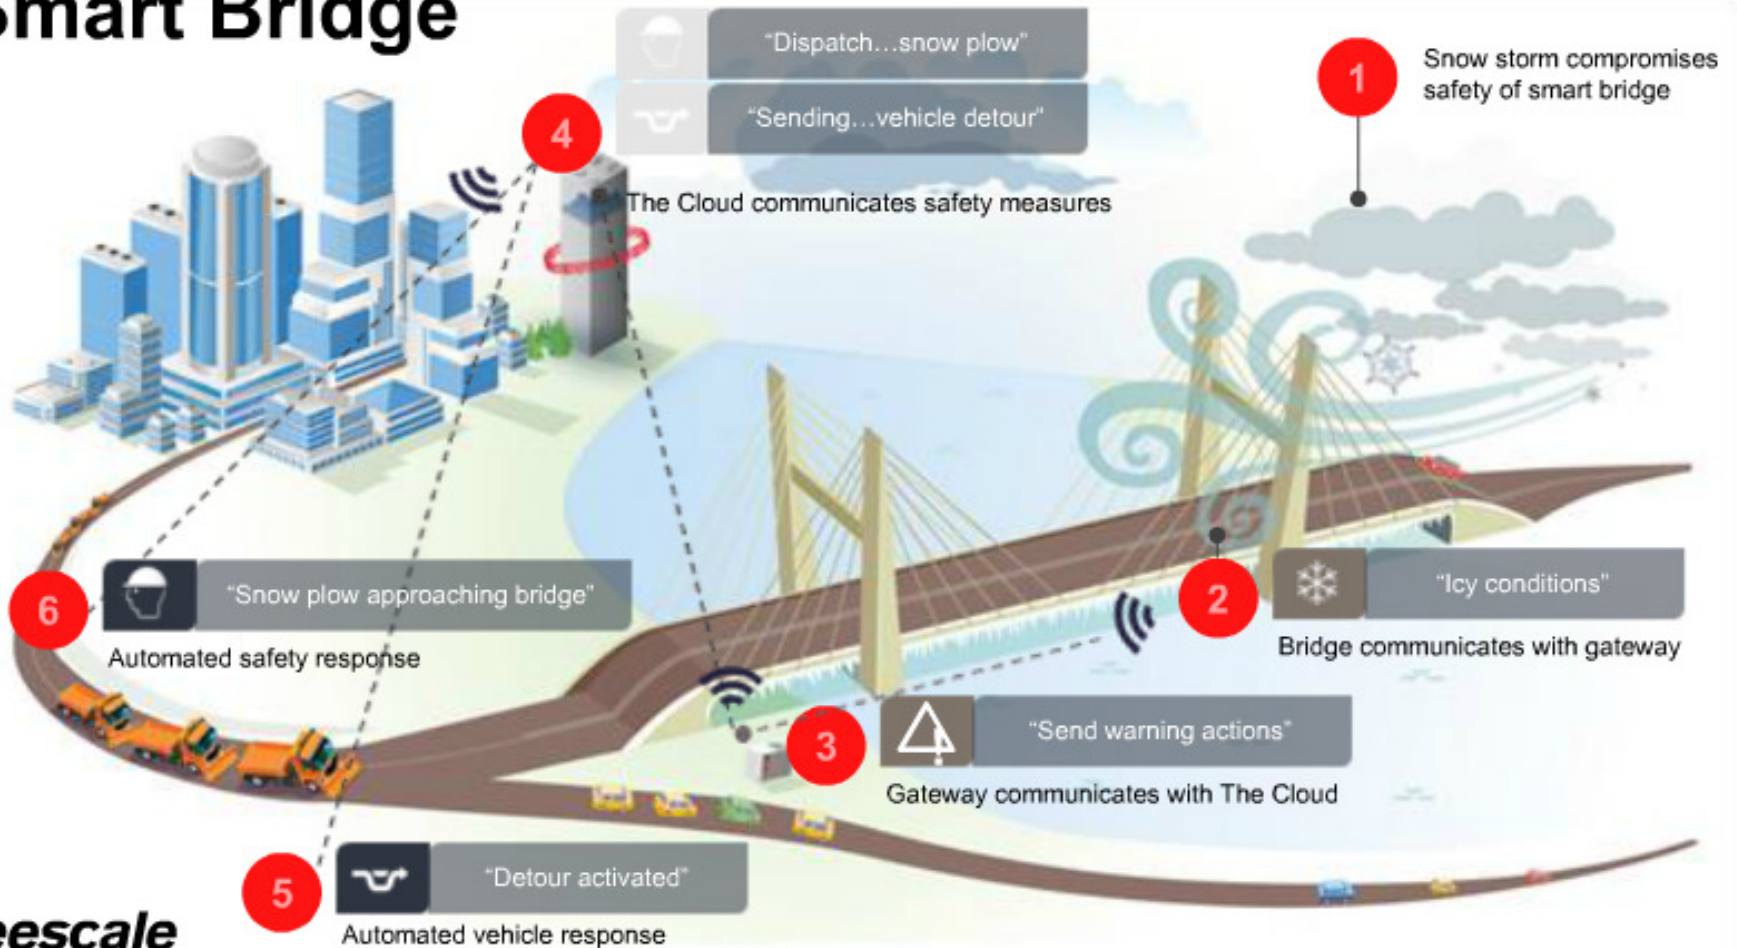 mart Bridge
1
Snow storm compromises
safety of smart bridge
2
“Icy conditions”
Bridge communicates with gateway
3
“Send warning actions”
Gateway communicates with The Cloud
4
“Dispatch…snow plow”
“Sending…vehicle detour”
The Cloud communicates safety measures
5
“Detour activated”
Automated vehicle response
6
“Snow plow approaching bridge”
Automated safety response
eescale